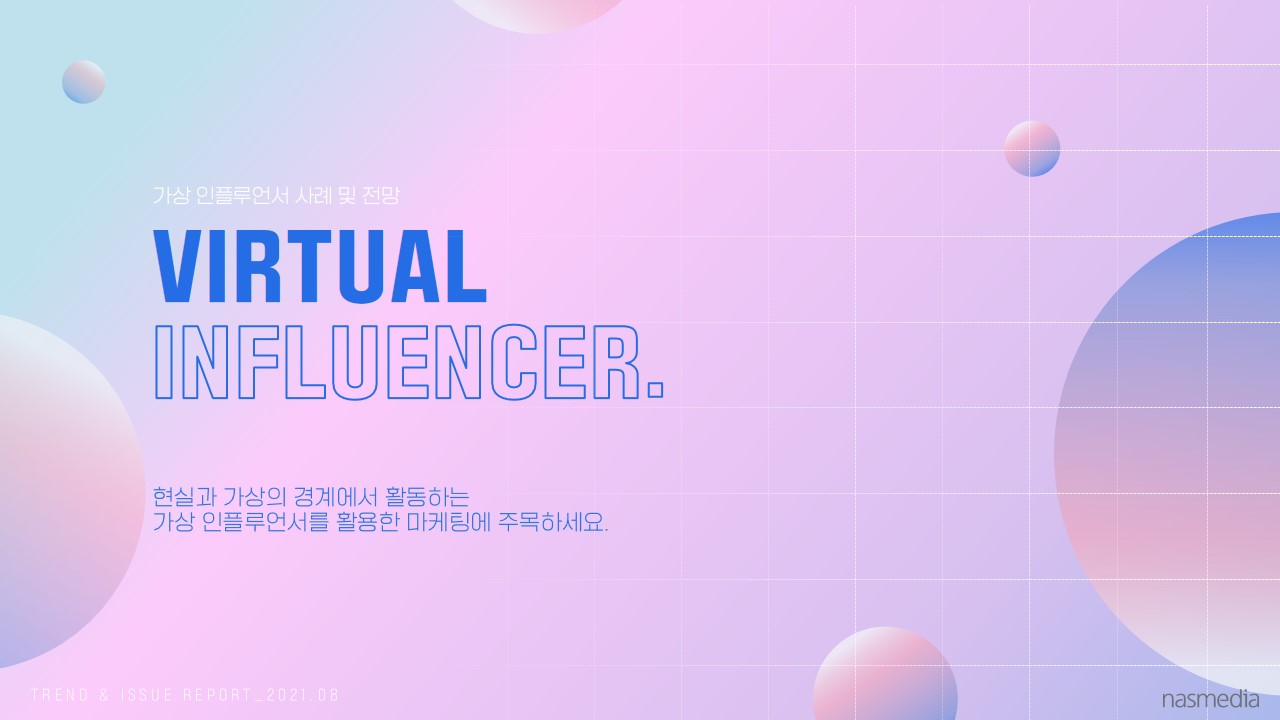 가상 인플루언서 사례 및 전망
VIRTUAL
INFLUENCER.
현실과 가상의 경계에서 활동하는
가상 인플루언서를 활용한 마케팅에 주목하세요.
TREND & ISSUE REPORT_2021.08
nasmedia